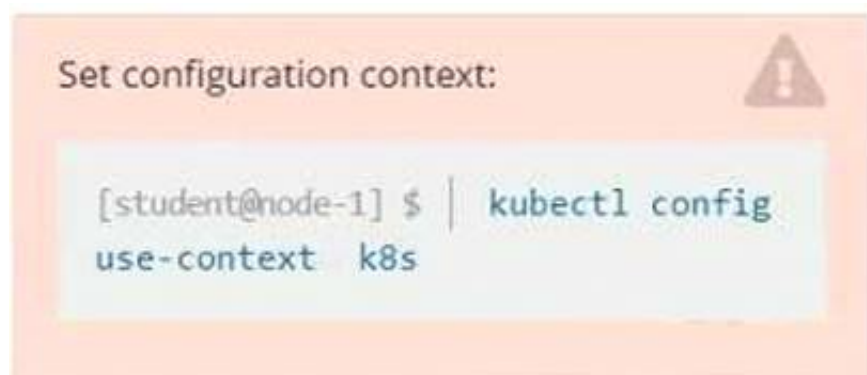 Set configuration context:
[student@node-1] $ | kubectl config
use-context k8s